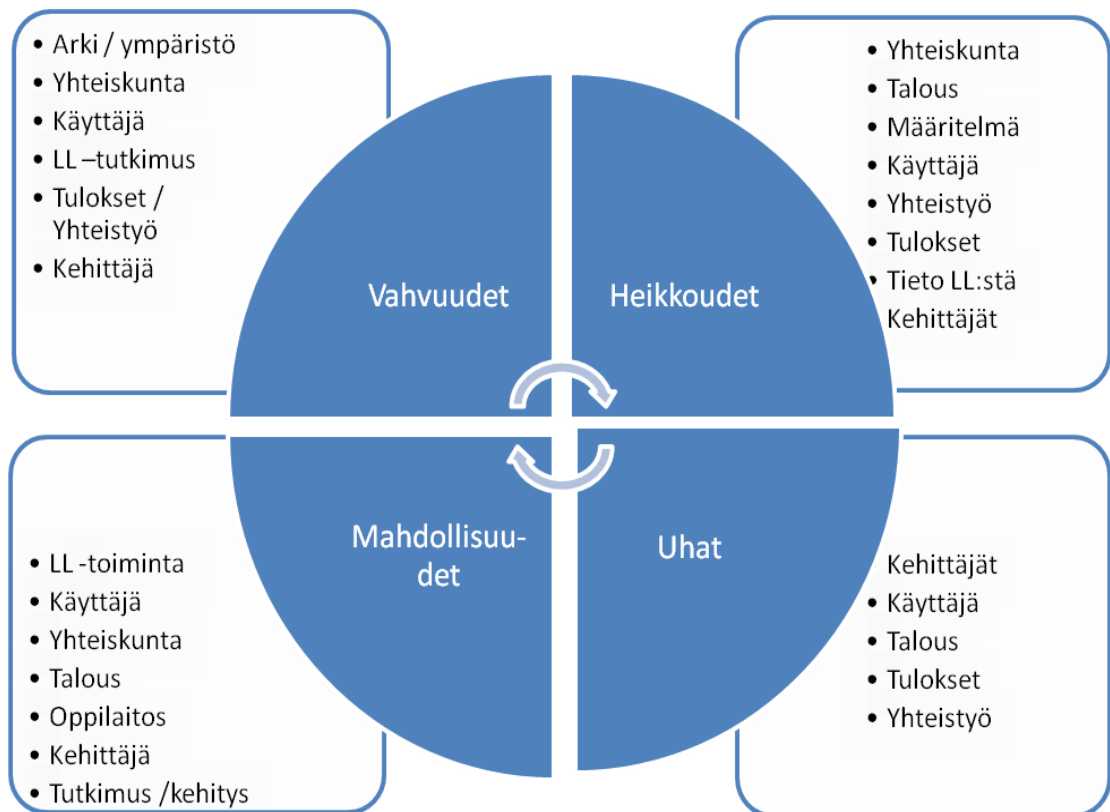 • Arki / ympäristö
• Yhteiskunta
• Käyttäjä
• LL –tutkimus
• Tulokset /
Yhteistyö
• Kehittäjä
Vahvuudet
• Yhteiskunta
• Talous
• Määritelmä
• Käyttäjä
• Yhteistyö
• Tulokset
• Tieto LL:stä
Kehittäjät
Heikkoudet
Mahdollisuu-
det
• LL -toiminta
• Käyttäjä
• Yhteiskunta
• Talous
• Oppilaitos
• Kehittäjä
• Tutkimus /kehitys
Uhat
Kehittäjät
• Käyttäjä
• Talous
• Tulokset
• Yhteistyö